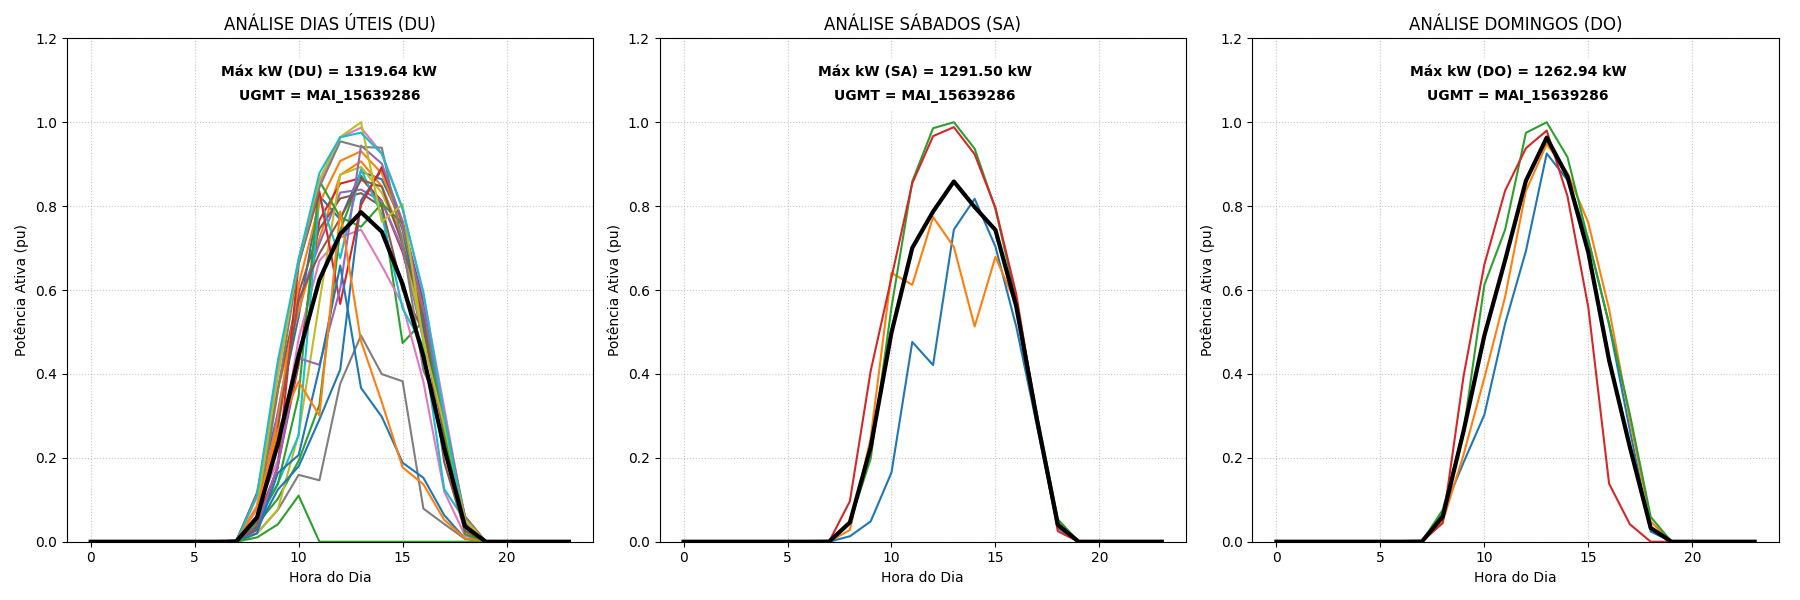 ANÁLISE DIAS ÚTEIS (DU)
Máx kW (DU) = 1319.64 kW
UGMT = MAI_15639286
Potência Ativa (pu)
1.2
1.0
0.8
0.6
0.4
0.2
0.0
0 5 10 15 20
Hora do Dia
ANÁLISE SÁBADOS (SA)
Máx kW (SA) = 1291.50 kW
UGMT = MAI_15639286
Potência Ativa (pu)
1.2
1.0
0.8
0.6
0.4
0.2
0.0
0 5 10 15 20
Hora do Dia
ANÁLISE DOMINGOS (DO)
Máx kW (DO) = 1262.94 kW
UGMT = MAI_15639286
Potência Ativa (pu)
1.2
1.0
0.8
0.6
0.4
0.2
0.0
0 5 10 15 20
Hora do Dia